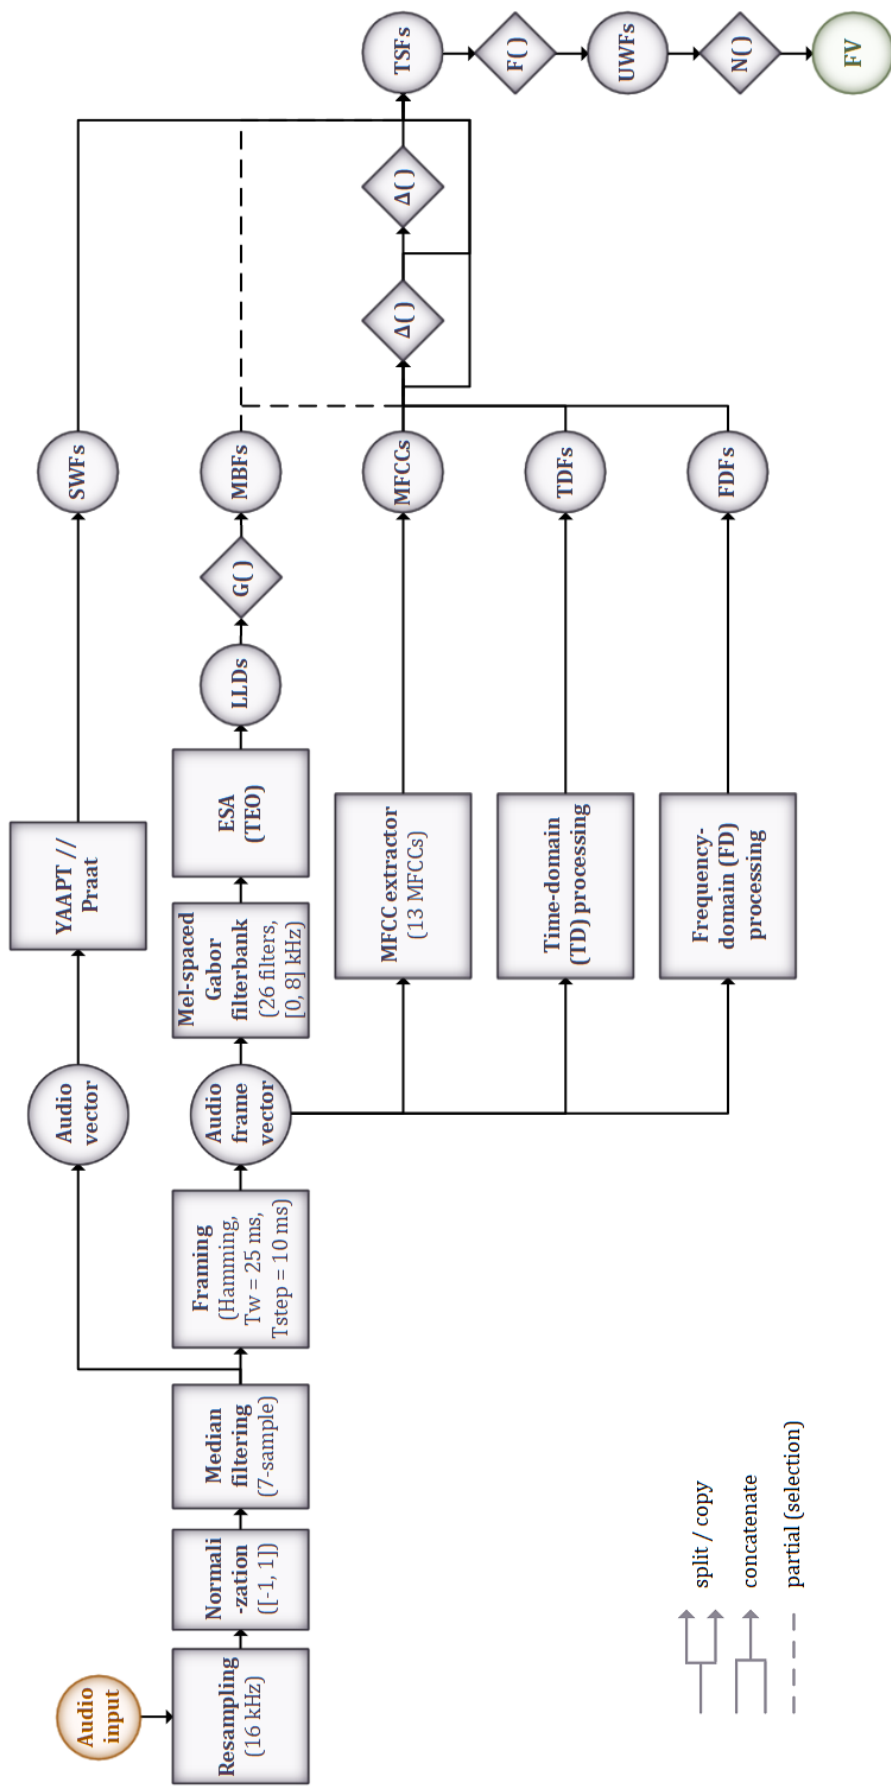 Audio
input
Resampling
(16 kHz)
Normali
-zation
([-1, 1])
Median
filtering
(7-sample)
Framing
(Hamming,
Tw = 25 ms,
Tstep = 10 ms)
Audio
vector
Audio
frame
vector
YAAPT //
Praat
Mel-spaced
Gabor
filterbank
(26 filters,
[0, 8] kHz)
ESA
(TEO)
LLDs
G()
MFCC extractor
(13 MFCCs)
Time-domain
(TD) processing
Frequency-
domain (FD)
processing
SWFs
MBFs
MFCCs
TDFs
FDFs
Δ()
Δ()
TSFs
F()
UWFs
N()
FV
split / copy
concatenate
partial (selection)